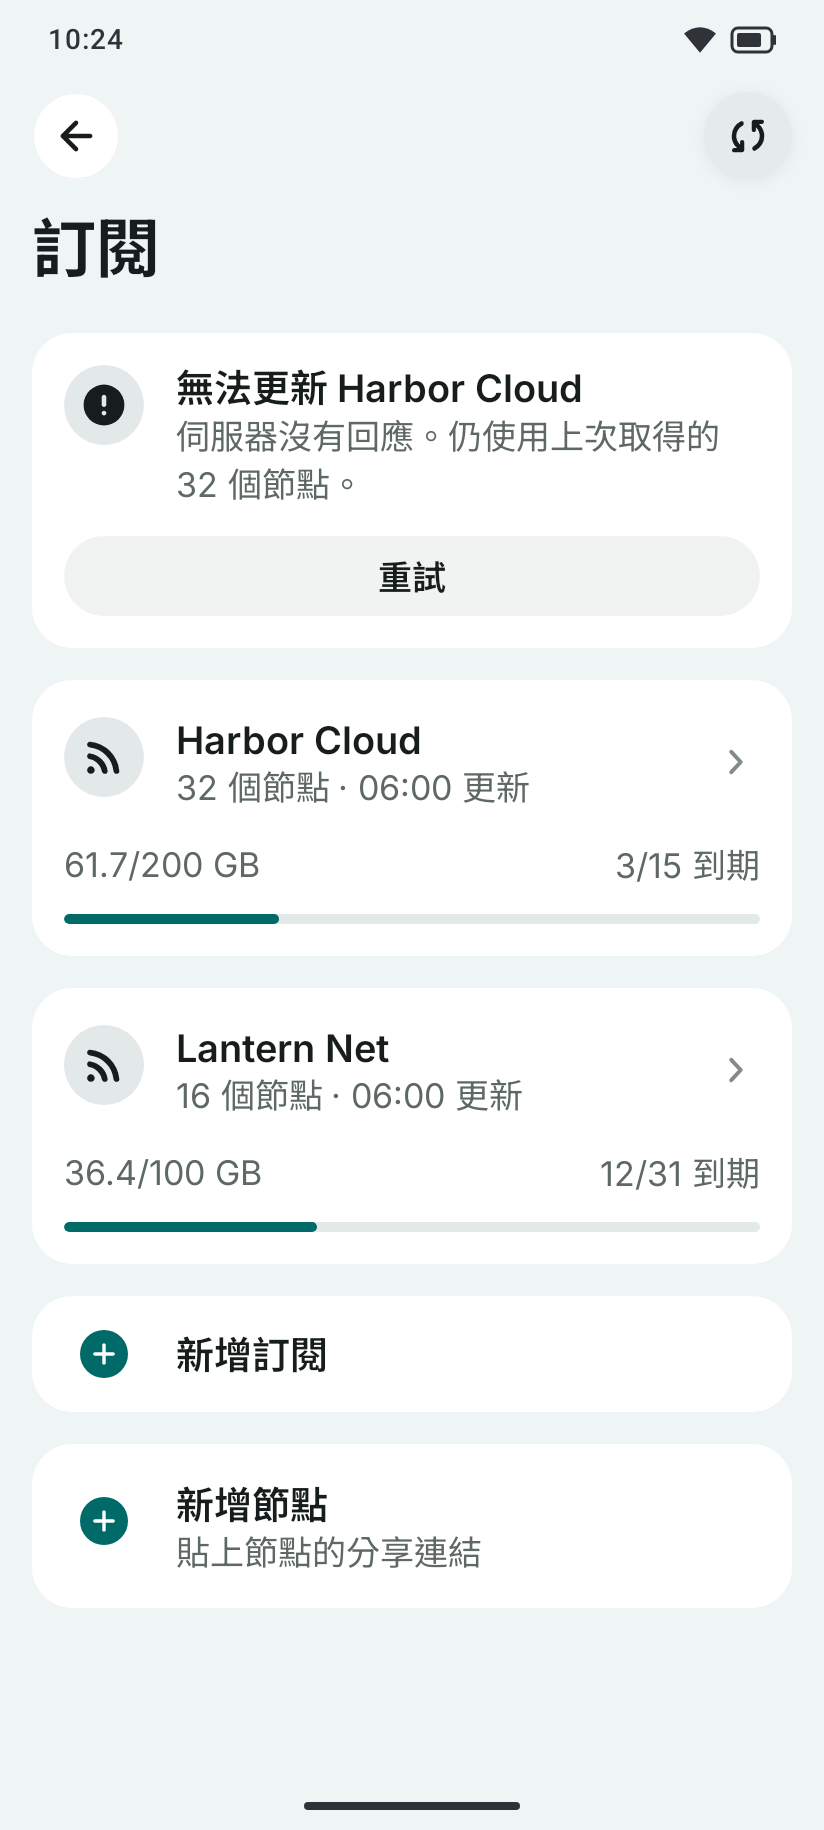 10:24
訂閱
無法更新 Harbor Cloud
伺服器沒有回應。仍使用上次取得的
32 個節點。
重試
Harbor Cloud
32 個節點 · 06:00 更新
61.7/200 GB
3/15 到期
Lantern Net
16 個節點 · 06:00 更新
36.4/100 GB
12/31 到期
新增訂閱
新增節點
貼上節點的分享連結